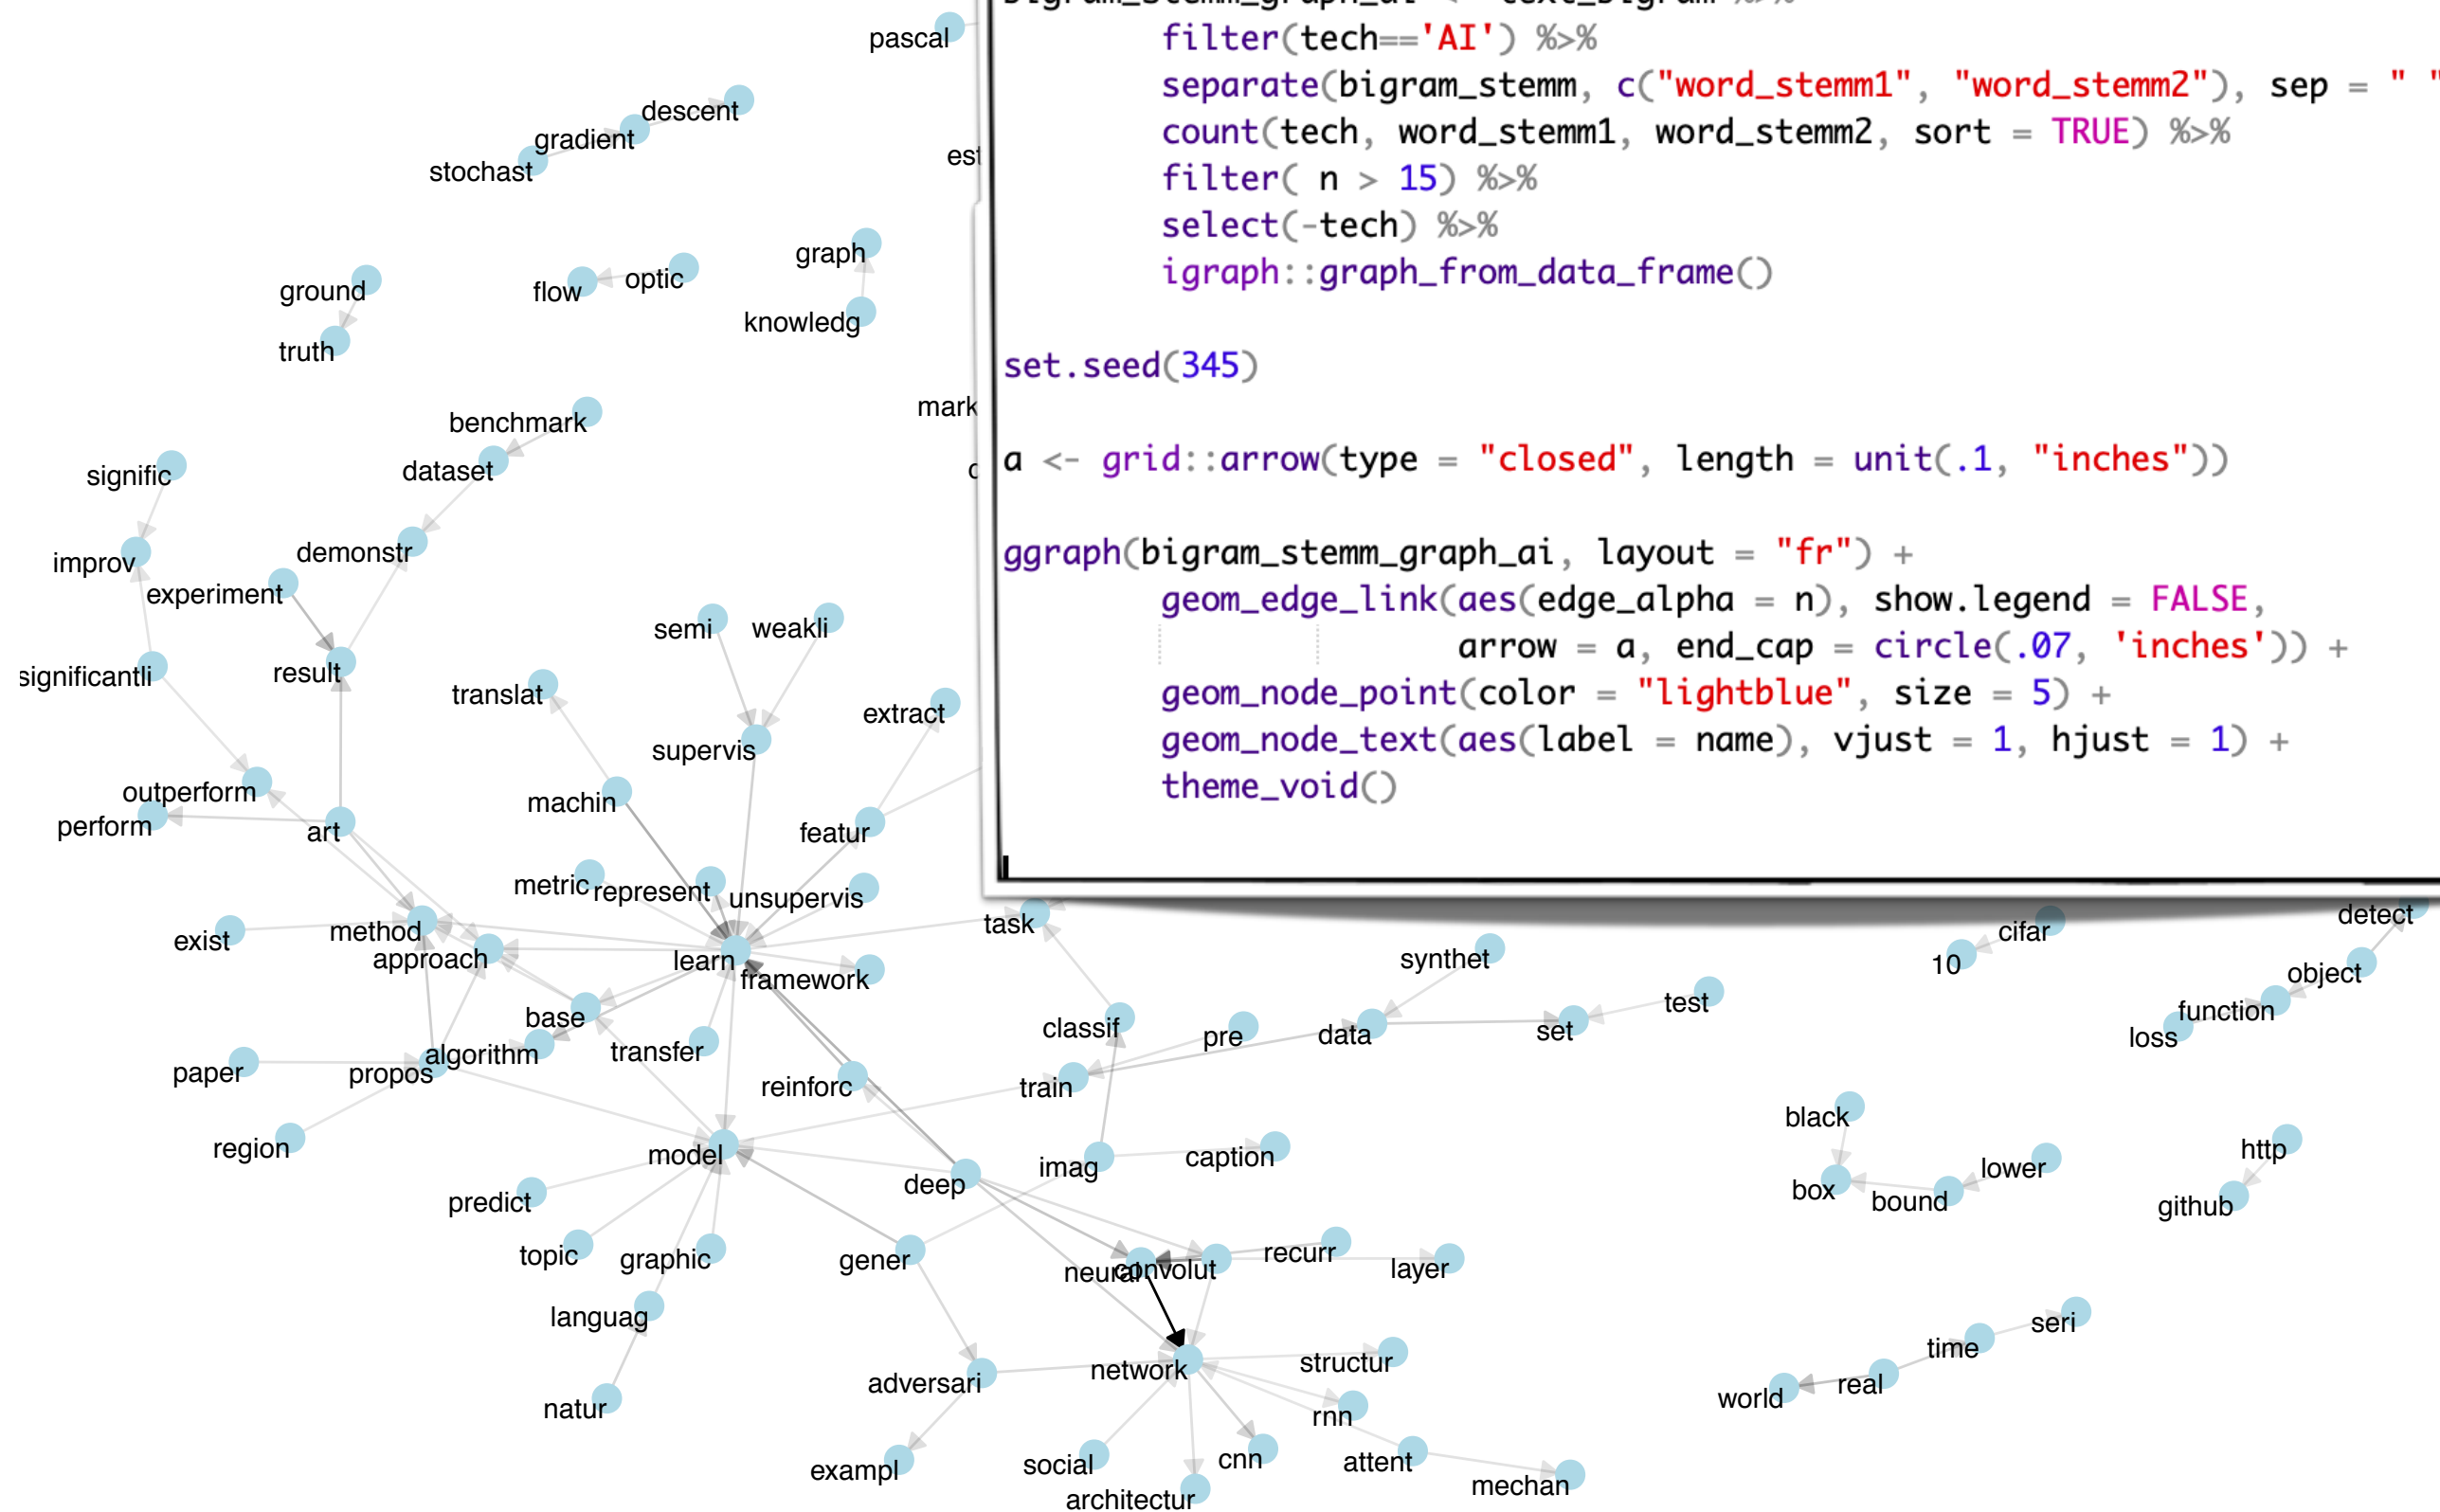 pascal
descent
gradient
stochast
graph
ground
flow
optic
knowledg
truth
benchmark
dataset
signific
demonstr
improv
experiment
semi
weakli
result
significantli
translat
extract
supervis
outperform
machin
perform
art
featur
metric
represent
unsupervis
exist
method
approach
learn
framework
task
base
algorithm
transfer
paper
propos
reinforc
region
model
predict
deep
topic
graphic
gener
languag
natur
adversari
exampl
classif
pre
data
set
test
synthet
train
imag
caption
neural
convolut
recurr
layer
network
structur
rnn
social
cnn
attent
architectur
mechan
cifar
10
detect
object
function
loss
black
box
bound
lower
http
github
seri
time
real
world
filter(tech=='AI') %>%
separate(bigram_stemm, c("word_stemm1", "word_stemm2"), sep = " "
count(tech, word_stemm1, word_stemm2, sort = TRUE) %>%
filter( n > 15) %>%
select(-tech) %>%
igraph::graph_from_data_frame()
set.seed(345)
a <- grid::arrow(type = "closed", length = unit(.1, "inches"))
ggraph(bigram_stemm_graph_ai, layout = "fr") +
geom_edge_link(aes(edge_alpha = n), show.legend = FALSE,
arrow = a, end_cap = circle(.07, 'inches')) +
geom_node_point(color = "lightblue", size = 5) +
geom_node_text(aes(label = name), vjust = 1, hjust = 1) +
theme_void()